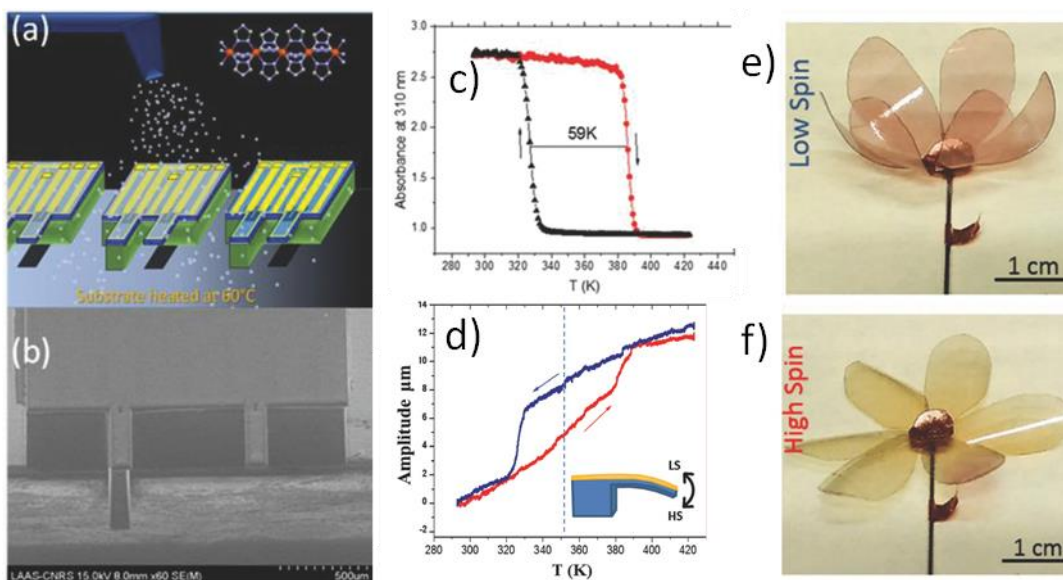 (a)
Substrate heated at 60°C
(b)
LAAS-CNRS 15.0kV 8.0mm x60 SE(M)
500um
c)
3.0
2.5
2.0
1.5
1.0
Absorbance at 310 nm
59K
280 300 320 340 360 380 400 420 440
T (K)
d)
14
12
10
8
6
4
2
0
-2
Amplitude μm
LS
HS
280 300 320 340 360 380 400 420
T (K)
e)
Low Spin
1 cm
f)
High Spin
1 cm